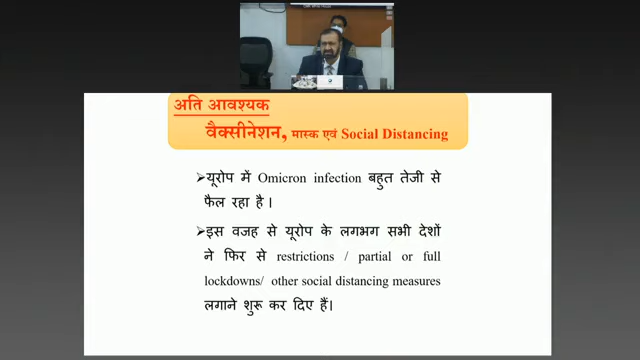 अति आवश्यक
वैक्सीनेशन, मास्क एवं Social Distancing
➢यूरोप में Omicron infection बहुत तेजी से
फैल रहा है ।
➢इस वजह से यूरोप के लगभग सभी देशों
ने फिर से restrictions / partial or full
lockdowns/ other social distancing measures
लगाने शुरू कर दिए हैं।